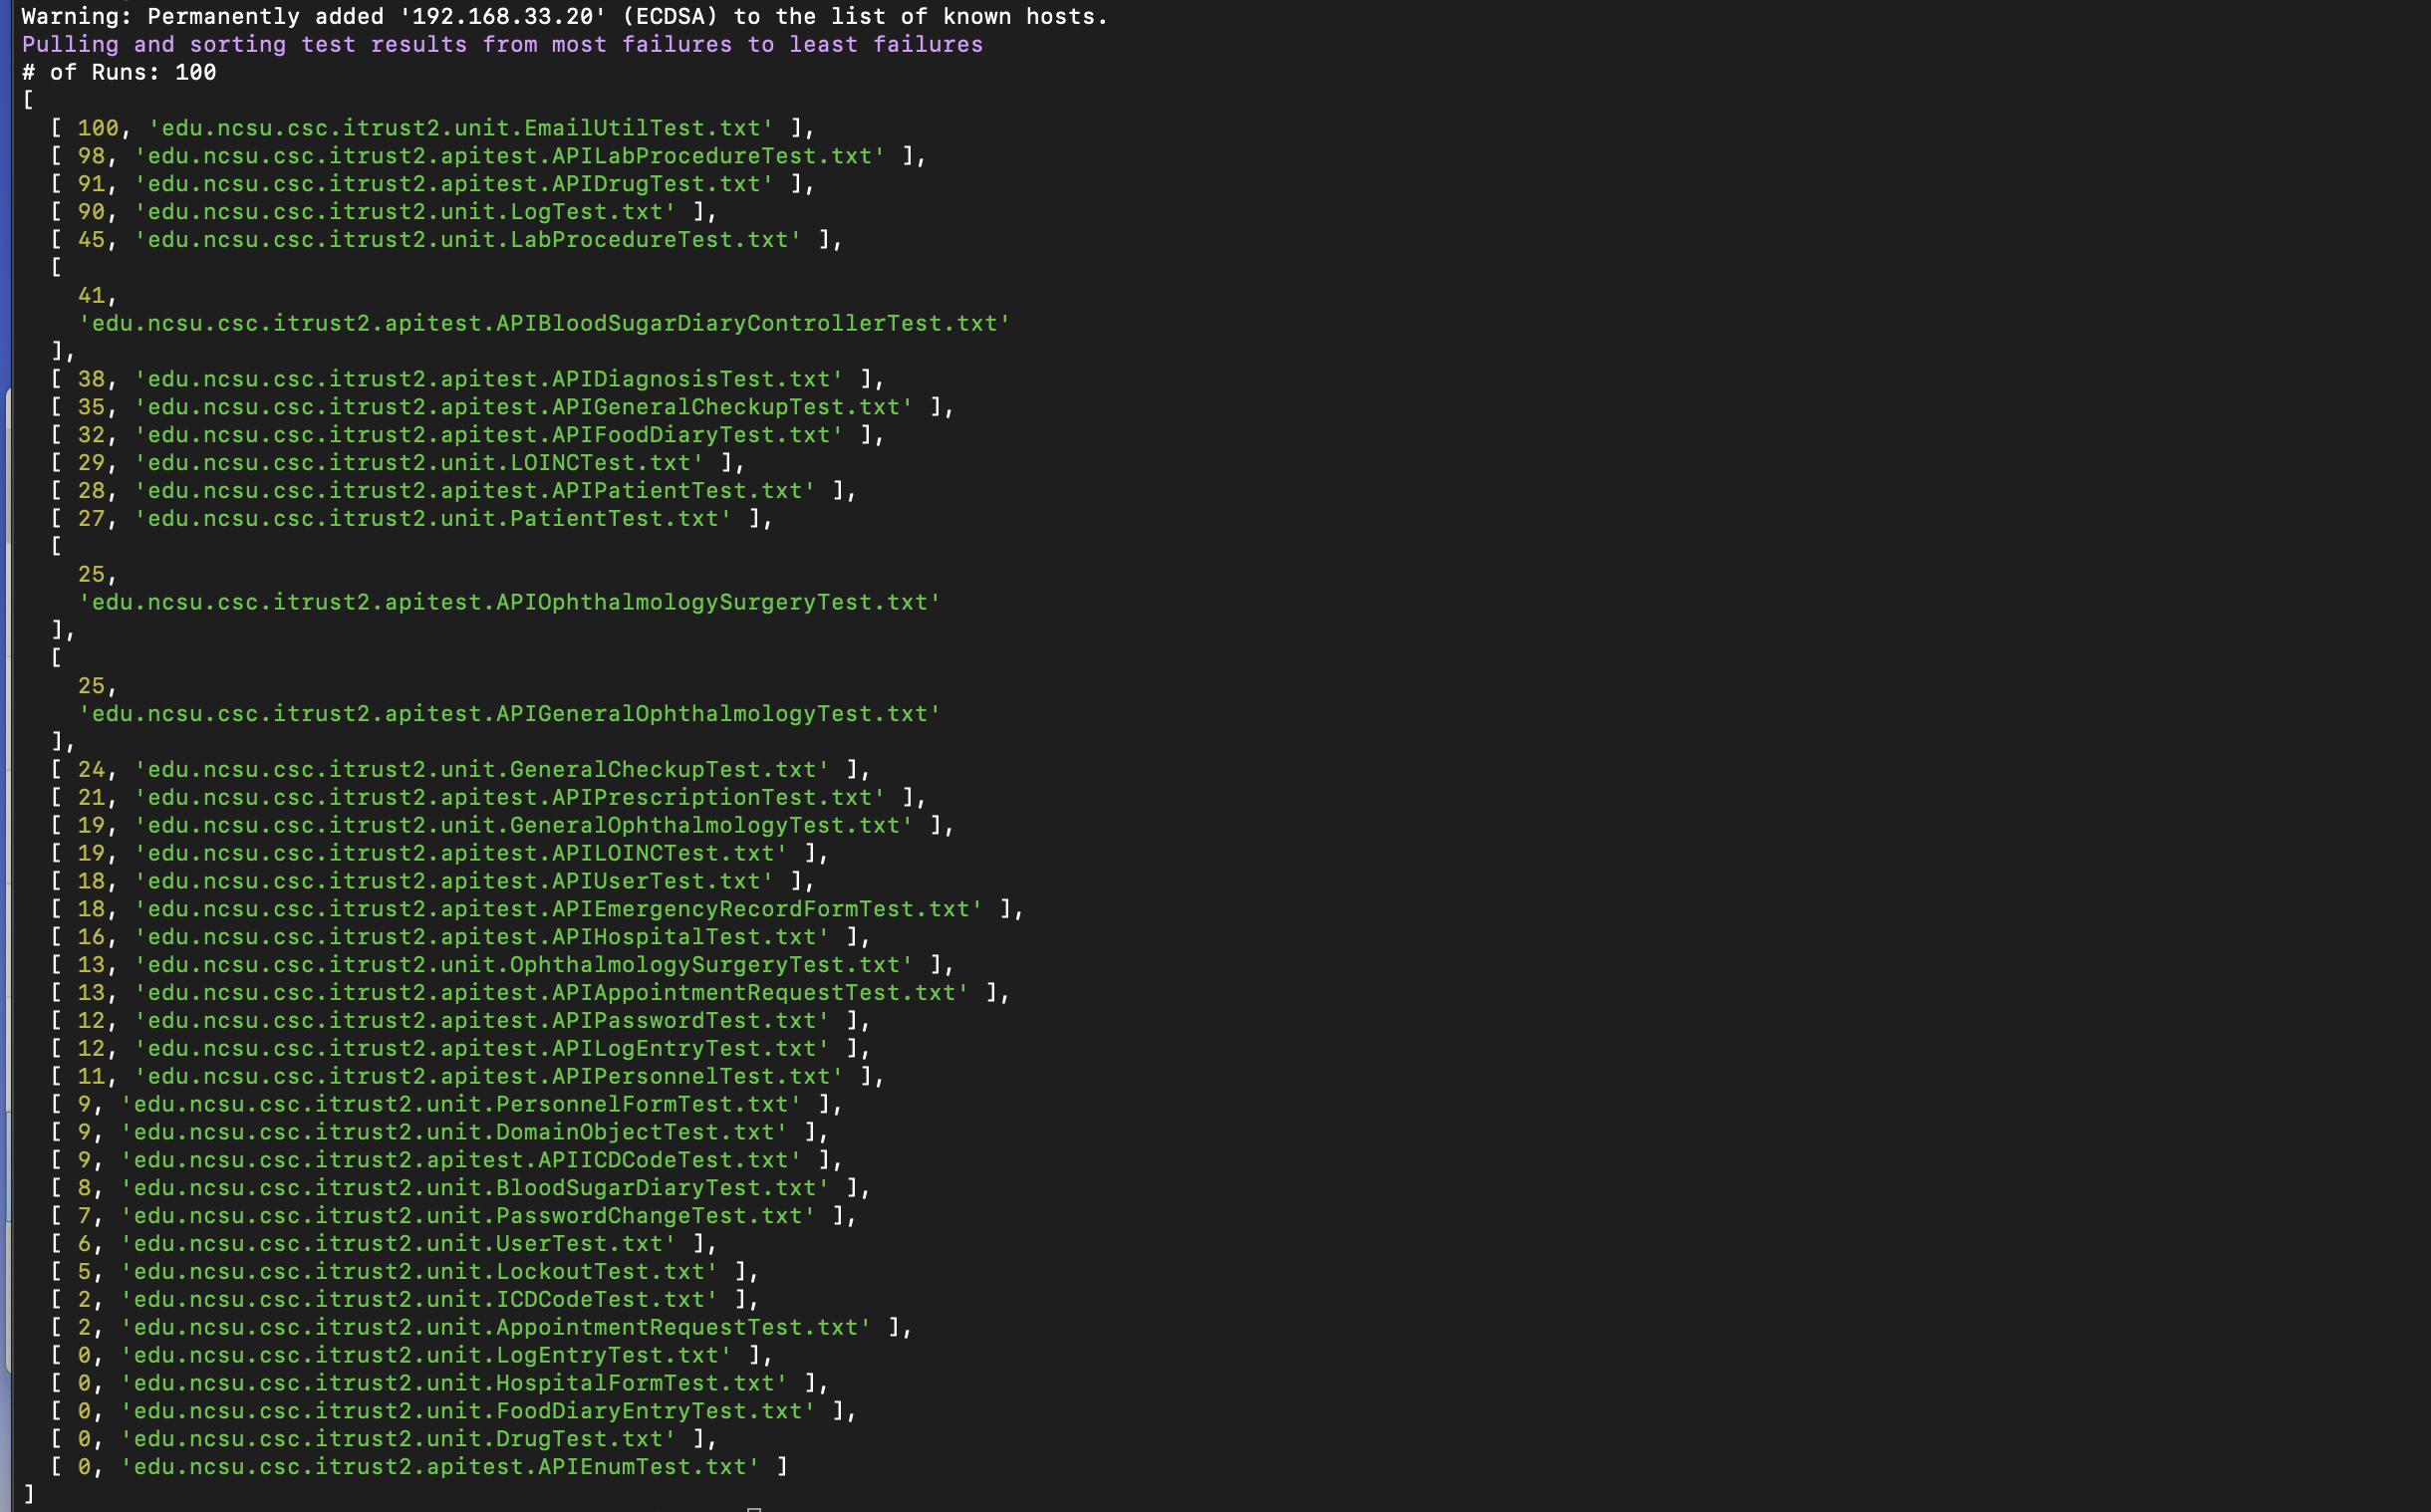 Warning: Permanently added '192.168.33.20' (ECDSA) to the list of known hosts.
Pulling and sorting test results from most failures to least failures
# of Runs: 100
[
  [ 100, 'edu.ncsu.csc.itrust2.unit.EmailUtilTest.txt' ],
  [ 98, 'edu.ncsu.csc.itrust2.apitest.APILabProcedureTest.txt' ],
  [ 91, 'edu.ncsu.csc.itrust2.apitest.APIDrugTest.txt' ],
  [ 90, 'edu.ncsu.csc.itrust2.unit.LogTest.txt' ],
  [ 45, 'edu.ncsu.csc.itrust2.unit.LabProcedureTest.txt' ],
  [
    41,
    'edu.ncsu.csc.itrust2.apitest.APIBloodSugarDiaryControllerTest.txt'
  ],
  [ 38, 'edu.ncsu.csc.itrust2.apitest.APIDiagnosisTest.txt' ],
  [ 35, 'edu.ncsu.csc.itrust2.apitest.APIGeneralCheckupTest.txt' ],
  [ 32, 'edu.ncsu.csc.itrust2.apitest.APIFoodDiaryTest.txt' ],
  [ 29, 'edu.ncsu.csc.itrust2.unit.LOINCTest.txt' ],
  [ 28, 'edu.ncsu.csc.itrust2.apitest.APIPatientTest.txt' ],
  [ 27, 'edu.ncsu.csc.itrust2.unit.PatientTest.txt' ],
  [
    25,
    'edu.ncsu.csc.itrust2.apitest.APIOphthalmologySurgeryTest.txt'
  ],
  [
    25,
    'edu.ncsu.csc.itrust2.apitest.APIGeneralOphthalmologyTest.txt'
  ],
  [ 24, 'edu.ncsu.csc.itrust2.unit.GeneralCheckupTest.txt' ],
  [ 21, 'edu.ncsu.csc.itrust2.apitest.APIPrescriptionTest.txt' ],
  [ 19, 'edu.ncsu.csc.itrust2.unit.GeneralOphthalmologyTest.txt' ],
  [ 19, 'edu.ncsu.csc.itrust2.apitest.APILOINCTest.txt' ],
  [ 18, 'edu.ncsu.csc.itrust2.apitest.APIUserTest.txt' ],
  [ 18, 'edu.ncsu.csc.itrust2.apitest.APIEmergencyRecordFormTest.txt' ],
  [ 16, 'edu.ncsu.csc.itrust2.apitest.APIHospitalTest.txt' ],
  [ 13, 'edu.ncsu.csc.itrust2.unit.OphthalmologySurgeryTest.txt' ],
  [ 13, 'edu.ncsu.csc.itrust2.apitest.APIAppointmentRequestTest.txt' ],
  [ 12, 'edu.ncsu.csc.itrust2.apitest.APIPasswordTest.txt' ],
  [ 12, 'edu.ncsu.csc.itrust2.apitest.APILogEntryTest.txt' ],
  [ 11, 'edu.ncsu.csc.itrust2.apitest.APIPersonnelTest.txt' ],
  [ 9, 'edu.ncsu.csc.itrust2.unit.PersonnelFormTest.txt' ],
  [ 9, 'edu.ncsu.csc.itrust2.unit.DomainObjectTest.txt' ],
  [ 9, 'edu.ncsu.csc.itrust2.apitest.APIICDCodeTest.txt' ],
  [ 8, 'edu.ncsu.csc.itrust2.unit.BloodSugarDiaryTest.txt' ],
  [ 7, 'edu.ncsu.csc.itrust2.unit.PasswordChangeTest.txt' ],
  [ 6, 'edu.ncsu.csc.itrust2.unit.UserTest.txt' ],
  [ 5, 'edu.ncsu.csc.itrust2.unit.LockoutTest.txt' ],
  [ 2, 'edu.ncsu.csc.itrust2.unit.ICDCodeTest.txt' ],
  [ 2, 'edu.ncsu.csc.itrust2.unit.AppointmentRequestTest.txt' ],
  [ 0, 'edu.ncsu.csc.itrust2.unit.LogEntryTest.txt' ],
  [ 0, 'edu.ncsu.csc.itrust2.unit.HospitalFormTest.txt' ],
  [ 0, 'edu.ncsu.csc.itrust2.unit.FoodDiaryEntryTest.txt' ],
  [ 0, 'edu.ncsu.csc.itrust2.unit.DrugTest.txt' ],
  [ 0, 'edu.ncsu.csc.itrust2.apitest.APIEnumTest.txt' ]
]